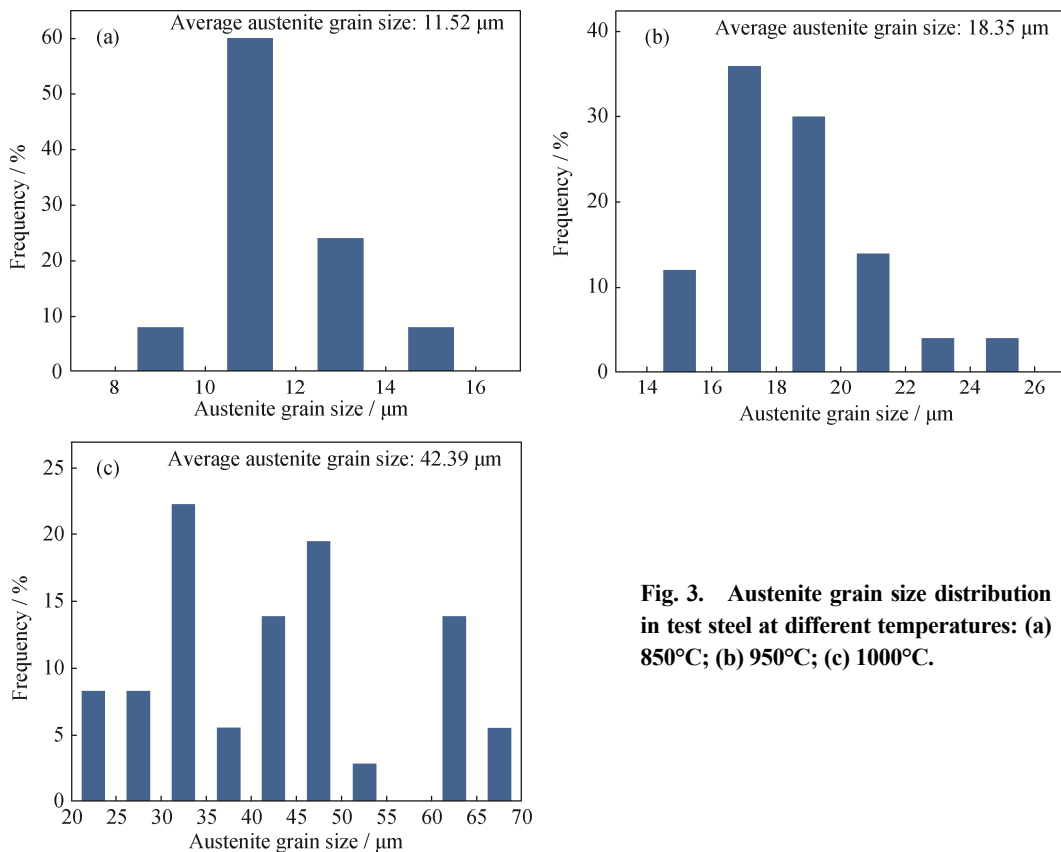 (a)
Average austenite grain size: 11.52 μm
60
50
40
30
20
10
0
Frequency / %
8 10 12 14 16
Austenite grain size / μm
(b)
Average austenite grain size: 18.35 μm
40
30
20
10
0
Frequency / %
14 16 18 20 22 24 26
Austenite grain size / μm
(c)
Average austenite grain size: 42.39 μm
25
20
15
10
5
0
Frequency / %
20 25 30 35 40 45 50 55 60 65 70
Austenite grain size / μm
Fig. 3. Austenite grain size distribution
in test steel at different temperatures: (a)
850°C; (b) 950°C; (c) 1000°C.